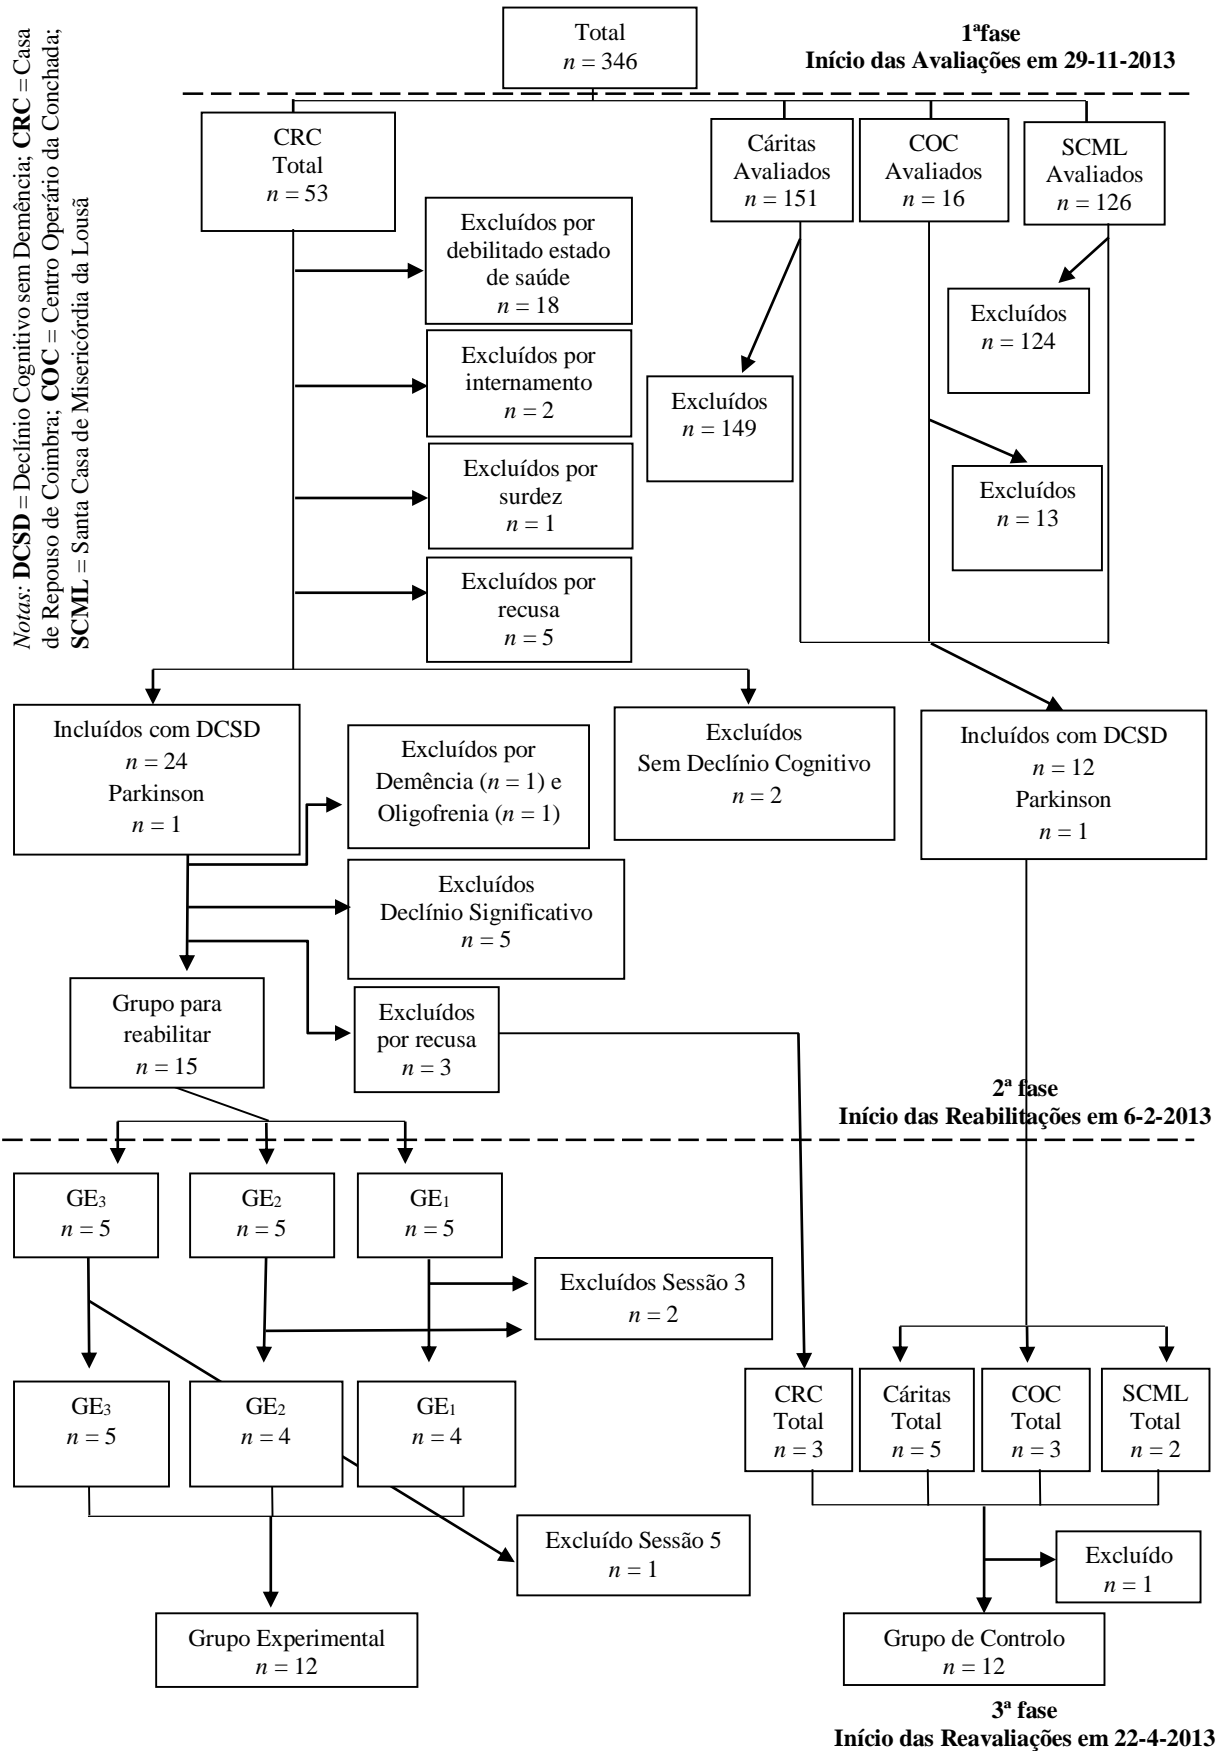 Total
n = 346
1ªfase
Início das Avaliações em 29-11-2013
Notas: DCSD = Declínio Cognitivo sem Demência; CRC = Casa
de Repouso de Coimbra; COC = Centro Operário da Conchada;
SCML = Santa Casa de Misericórdia da Lousã
CRC
Total
n = 53
Cáritas
Avaliados
n = 151
COC
Avaliados
n = 16
SCML
Avaliados
n = 126
Excluídos por
debilitado estado
de saúde
n = 18
Excluídos por
internamento
n = 2
Excluídos por
surdez
n = 1
Excluídos por
recusa
n = 5
Excluídos
n = 149
Excluídos
n = 124
Excluídos
n = 13
Incluídos com DCSD
n = 24
Parkinson
n = 1
Excluídos por
Demência (n = 1) e
Oligofrenia (n = 1)
Excluídos
Sem Declínio Cognitivo
n = 2
Incluídos com DCSD
n = 12
Parkinson
n = 1
Excluídos
Declínio Significativo
n = 5
Grupo para
reabilitar
n = 15
Excluídos
por recusa
n = 3
2ª fase
Início das Reabilitações em 6-2-2013
GE3
n = 5
GE2
n = 5
GE1
n = 5
Excluídos Sessão 3
n = 2
GE3
n = 5
GE2
n = 4
GE1
n = 4
CRC
Total
n = 3
Cáritas
Total
n = 5
COC
Total
n = 3
SCML
Total
n = 2
Excluído Sessão 5
n = 1
Excluído
n = 1
Grupo Experimental
n = 12
Grupo de Controlo
n = 12
3ª fase
Início das Reavaliações em 22-4-2013